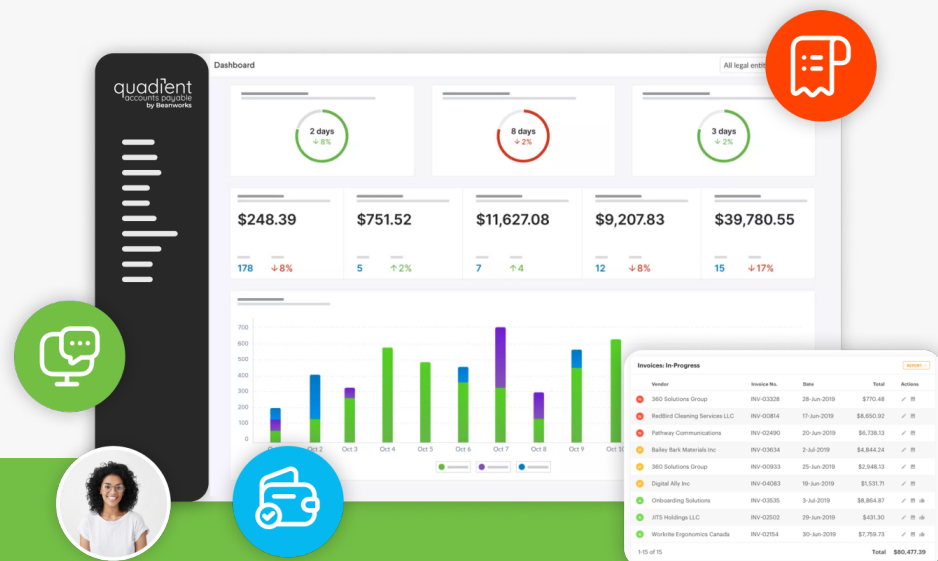 quadient
accounts payable
by Beanworks
Dashboard
All legal
2 days
↓ 8%
8 days
↓ 2%
3 days
↓ 2%
$248.39
$751.52
$11,627.08
$9,207.83
$39,780.55
178 ↓8%
5 ↑2%
7 ↑4
12 ↓8%
15 ↓17%
700
600
500
400
300
200
100
0
Oct 2 Oct 3 Oct 4 Oct 5 Oct 6 Oct 7 Oct 8 Oct 9 Oct 10
Invoices: In-Progress
REPORT
Vendor Invoice No. Date Total Actions
360 Solutions Group INV-03328 28-Jun-2019 $770.48
RedBird Cleaning Services LLC INV-00814 17-Jun-2019 $8,650.92
Pathway Communications INV-02490 20-Jun-2019 $6,738.13
Bailey Bark Materials Inc INV-03634 2-Jul-2019 $4,844.24
360 Solutions Group INV-00933 25-Jun-2019 $2,948.13
Digital Ally Inc INV-04083 19-Jun-2019 $1,531.71
Onboarding Solutions INV-03535 3-Jul-2019 $8,864.87
JITS Holdings LLC INV-02502 29-Jun-2019 $431.30
Workrite Ergonomics Canada INV-02154 30-Jun-2019 $7,759.73
1-15 of 15 Total $80,477.39